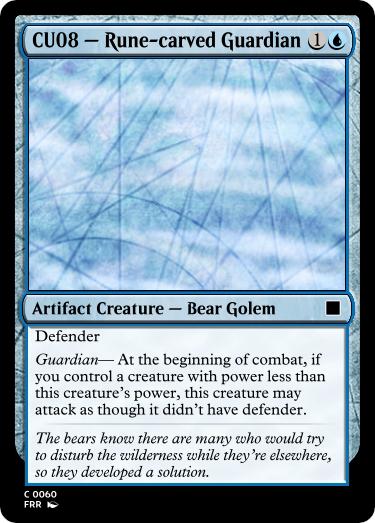 CU08 — Rune-carved Guardian 1
Artifact Creature — Bear Golem
Defender
Guardian— At the beginning of combat, if
you control a creature with power less than
this creature's power, this creature may
attack as though it didn't have defender.
The bears know there are many who would try
to disturb the wilderness while they're elsewhere,
so they developed a solution.
C 0060
FRR